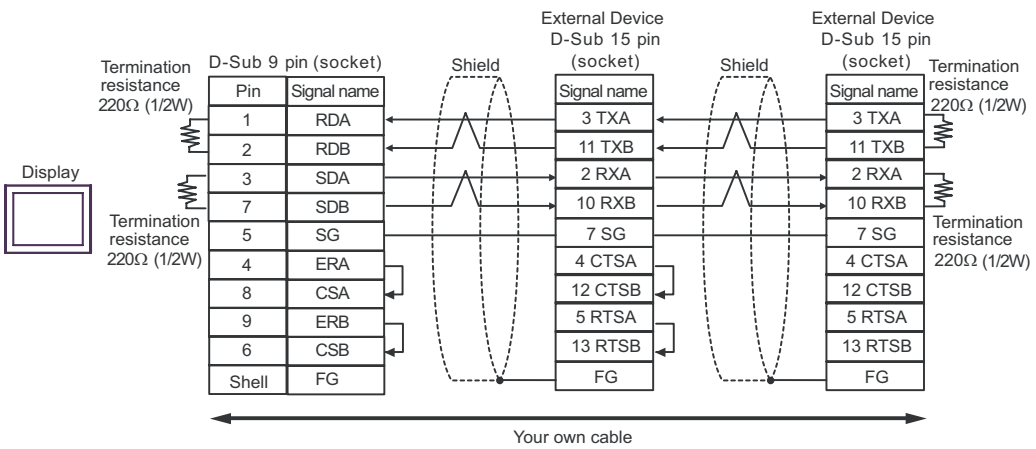 External Device
D-Sub 15 pin
(socket)
External Device
D-Sub 15 pin
(socket)
D-Sub 9 pin (socket)
Shield
Shield
Termination
resistance
220Ω (1/2W)
Termination
resistance
220Ω (1/2W)
Pin Signal name Signal name Signal name
1 RDA 3 TXA 3 TXA
2 RDB 11 TXB 11 TXB
3 SDA 2 RXA 2 RXA
7 SDB 10 RXB 10 RXB
5 SG 7 SG 7 SG
4 ERA 4 CTSA 4 CTSA
8 CSA 12 CTSB 12 CTSB
9 ERB 5 RTSA 5 RTSA
6 CSB 13 RTSB 13 RTSB
Shell FG FG FG
Display
Termination
resistance
220Ω (1/2W)
Termination
resistance
220Ω (1/2W)
Your own cable